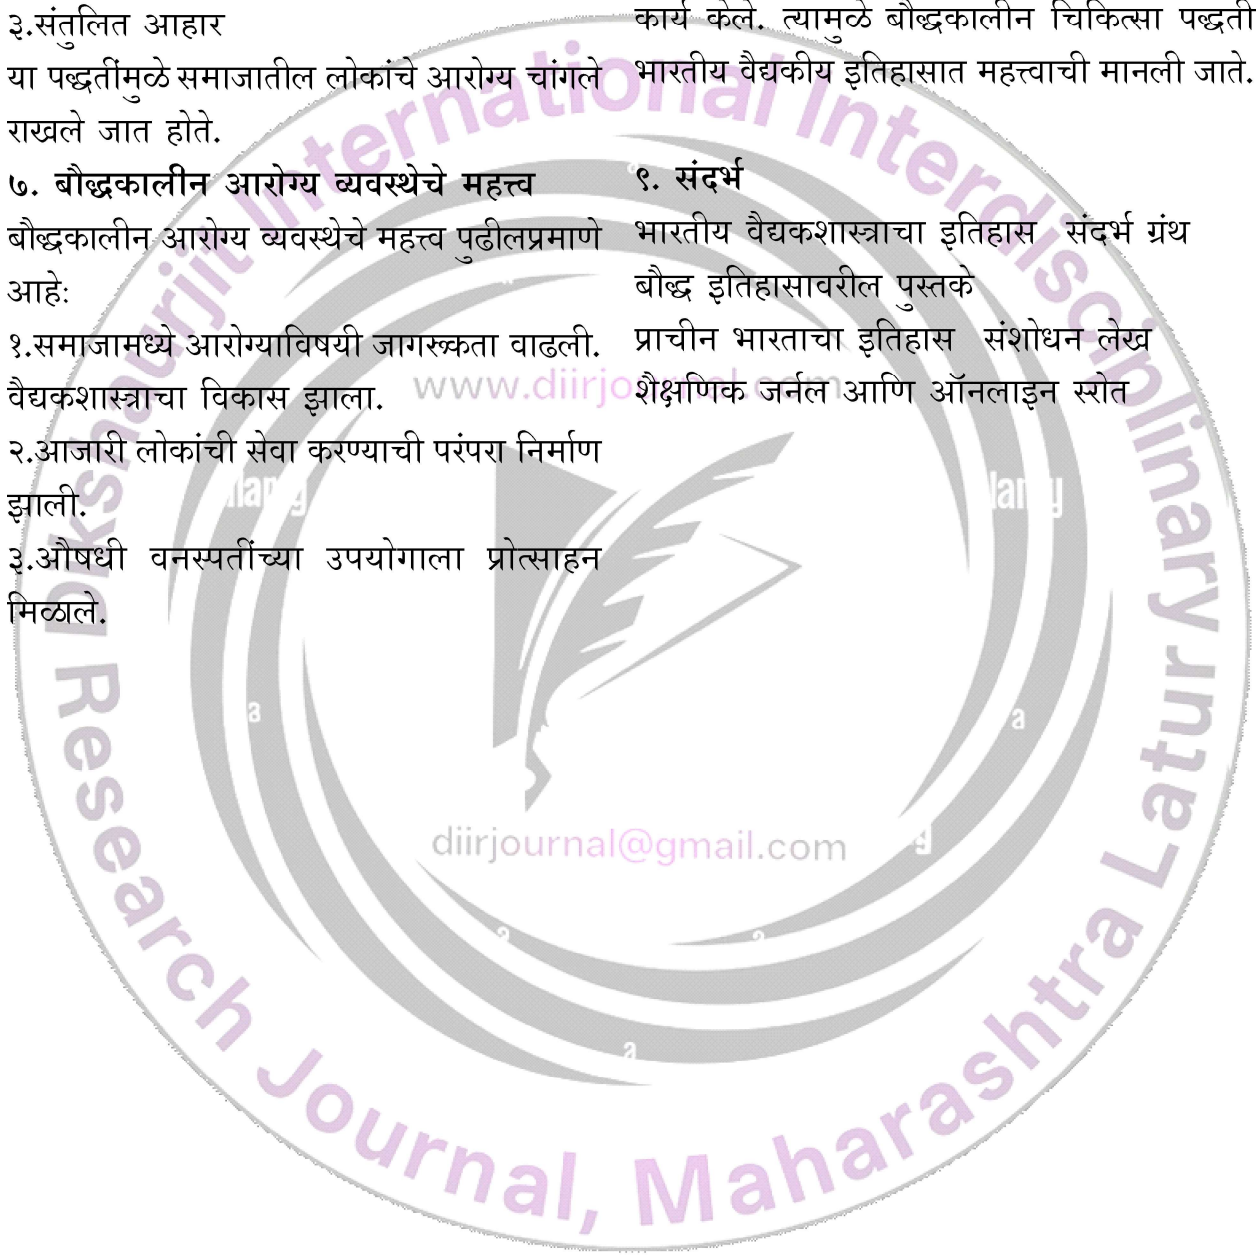 ३.संतुलित आहार
या पद्धतींमुळे समाजातील लोकांचे आरोग्य चांगले
राखले जात होते.
७. बौद्धकालीन आरोग्य व्यवस्थेचे महत्त्व
बौद्धकालीन आरोग्य व्यवस्थेचे महत्त्व पुढीलप्रमाणे
आहेः
१.समाजामध्ये आरोग्याविषयी जागरूकता वाढली.
वैद्यकशास्त्राचा विकास झाला.
२.आजारी लोकांची सेवा करण्याची परंपरा निर्माण
झाली.
३.औषधी वनस्पतींच्या उपयोगाला प्रोत्साहन
मिळाले.
कार्य केले. त्यामुळे बौद्धकालीन चिकित्सा पद्धती
भारतीय वैद्यकीय इतिहासात महत्त्वाची मानली जाते.
९. संदर्भ
भारतीय वैद्यकशास्त्राचा इतिहास संदर्भ ग्रंथ
बौद्ध इतिहासावरील पुस्तके
प्राचीन भारताचा इतिहास संशोधन लेख
शैक्षणिक जर्नल आणि ऑनलाइन स्रोत
Dikshaurjit International Interdisciplinary
Research Journal, Maharashtra Latur
www.diirjournal.com
diirjournal@gmail.com